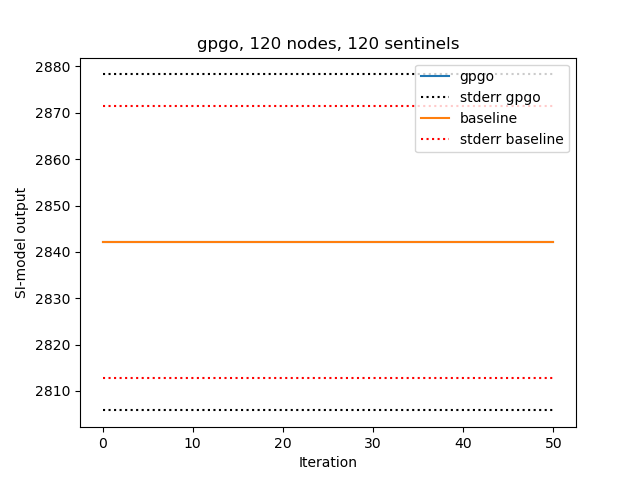 gpgo, 120 nodes, 120 sentinels
2880
2870
2860
2850
2840
2830
2820
2810
SI-model output
gpgo
stderr gpgo
baseline
stderr baseline
0 10 20 30 40 50
Iteration